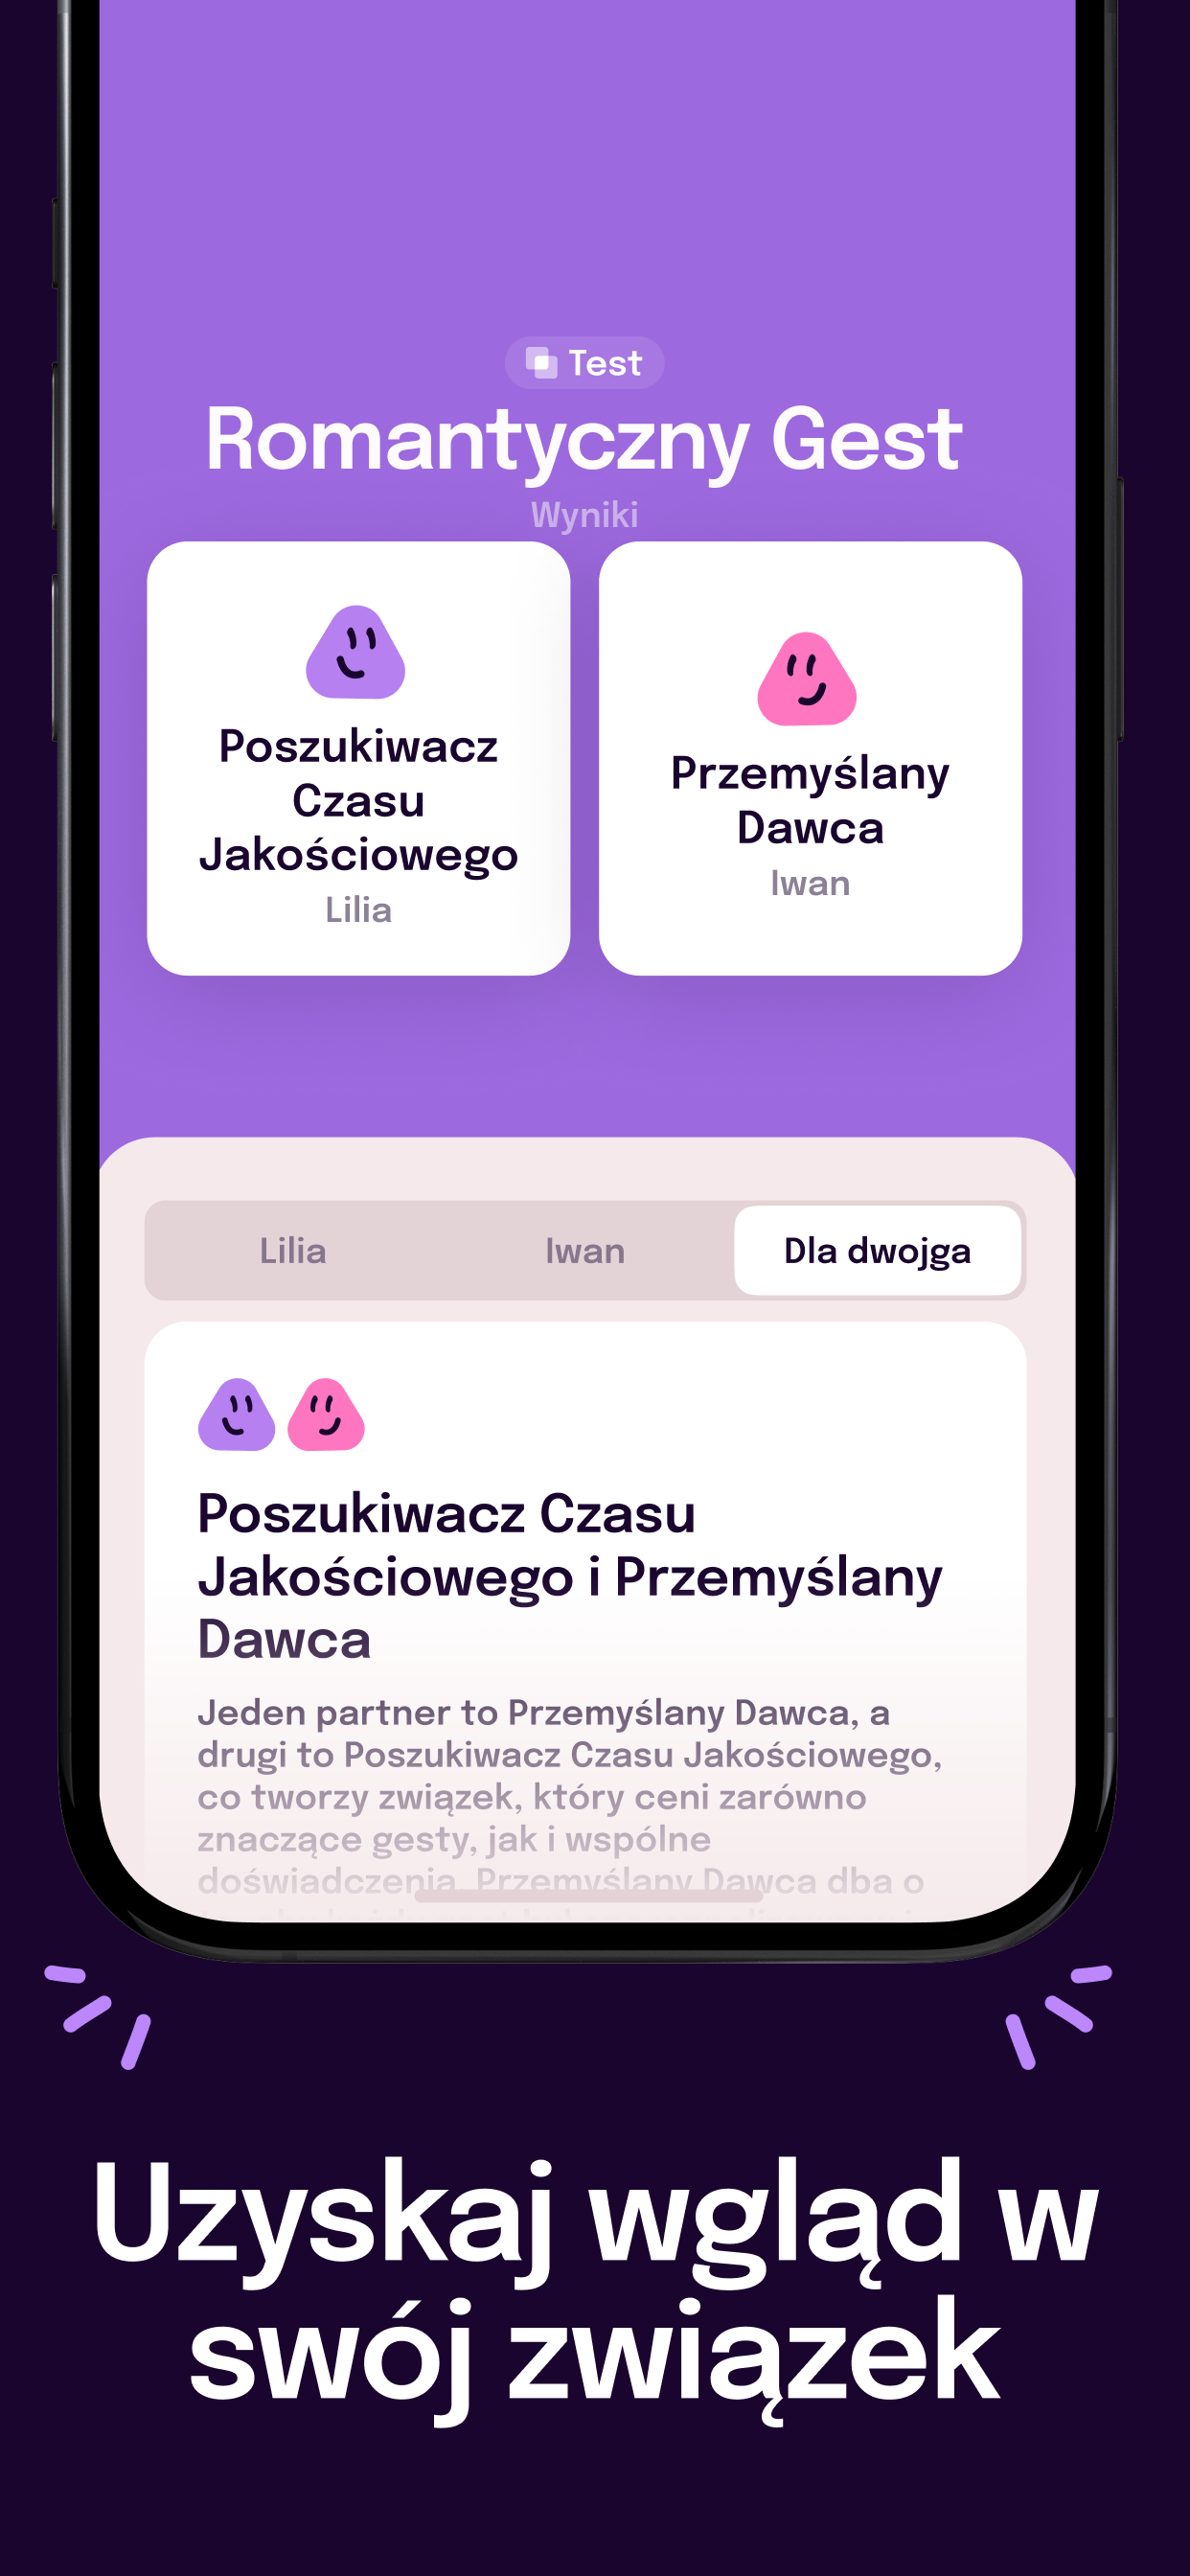 Test
Romantyczny Gest
Wyniki
Poszukiwacz
Czasu
Jakościowego
Lilia
Przemyślany
Dawca
Iwan
Lilia
Iwan
Dla dwojga
Poszukiwacz Czasu
Jakościowego i Przemyślany
Dawca
Jeden partner to Przemyślany Dawca, a
drugi to Poszukiwacz Czasu Jakościowego,
co tworzy związek, który ceni zarówno
znaczące gesty, jak i wspólne
doświadczenia. Przemyślany Dawca dba o
Uzyskaj wgląd w
swój związek